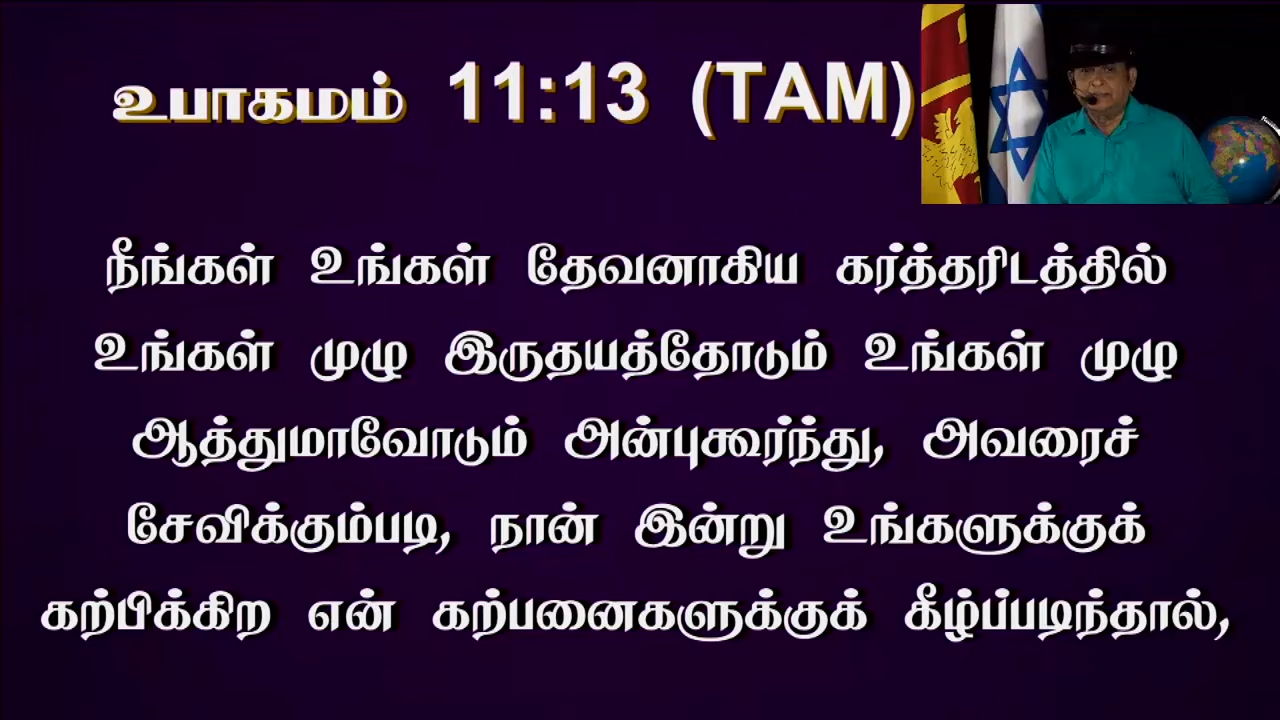 உபாகமம் 11:13 (TAM)
நீங்கள் உங்கள் தேவனாகிய கர்த்தரிடத்தில்
உங்கள் முழு இருதயத்தோடும் உங்கள் முழு
ஆத்துமாவோடும் அன்புகூர்ந்து, அவரைச்
சேவிக்கும்படி, நான் இன்று உங்களுக்குக்
கற்பிக்கிற என் கற்பனைகளுக்குக் கீழ்ப்படிந்தால்,